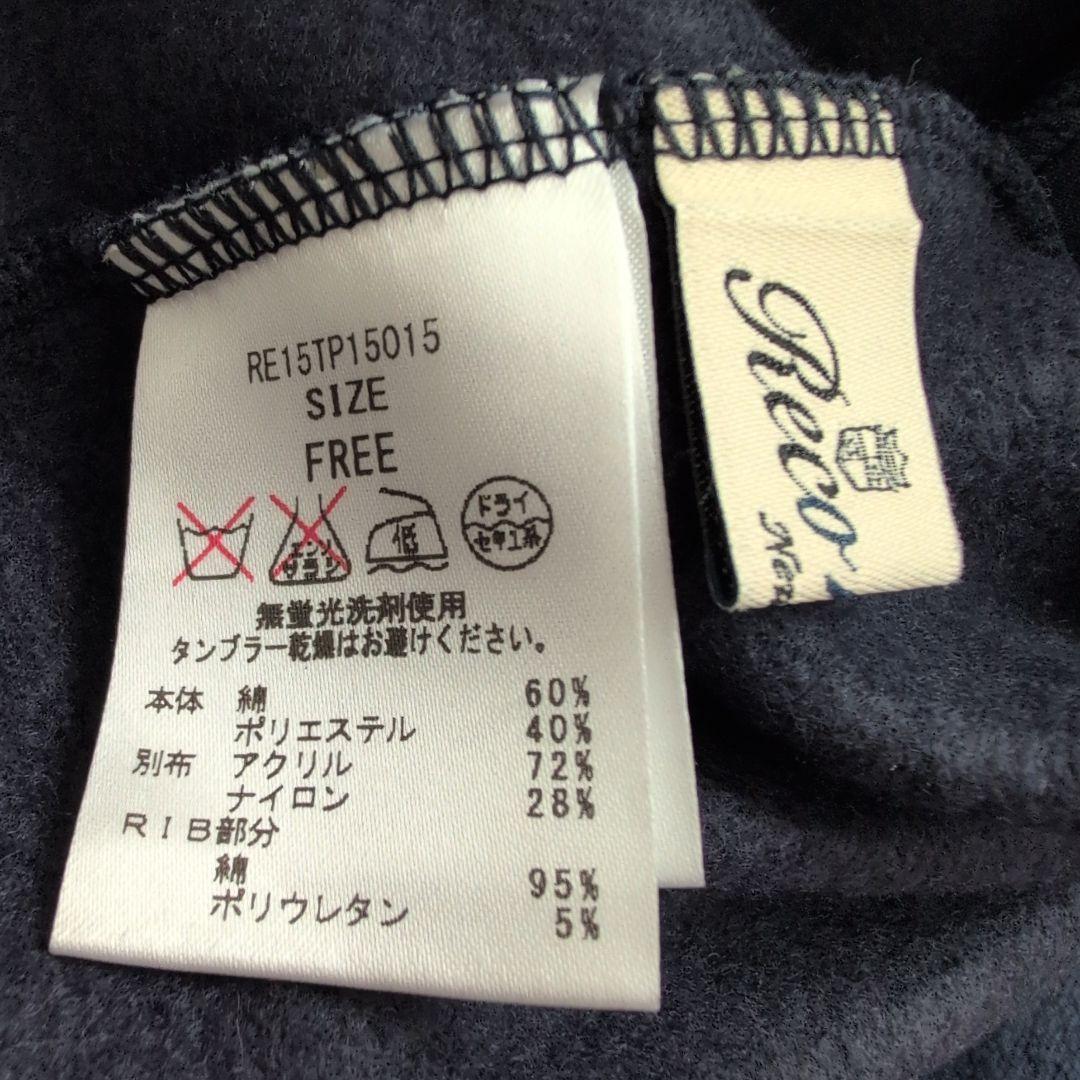 RE15TP15015
SIZE
FREE
エンソ
サラシ
低
ドライ
セキユ系
無蛍光洗剤使用
タンブラー乾燥はお避けください。
本体 綿 60%
ポリエステル 40%
別布 アクリル 72%
ナイロン 28%
RIB部分
綿 95%
ポリウレタン 5%
Reco